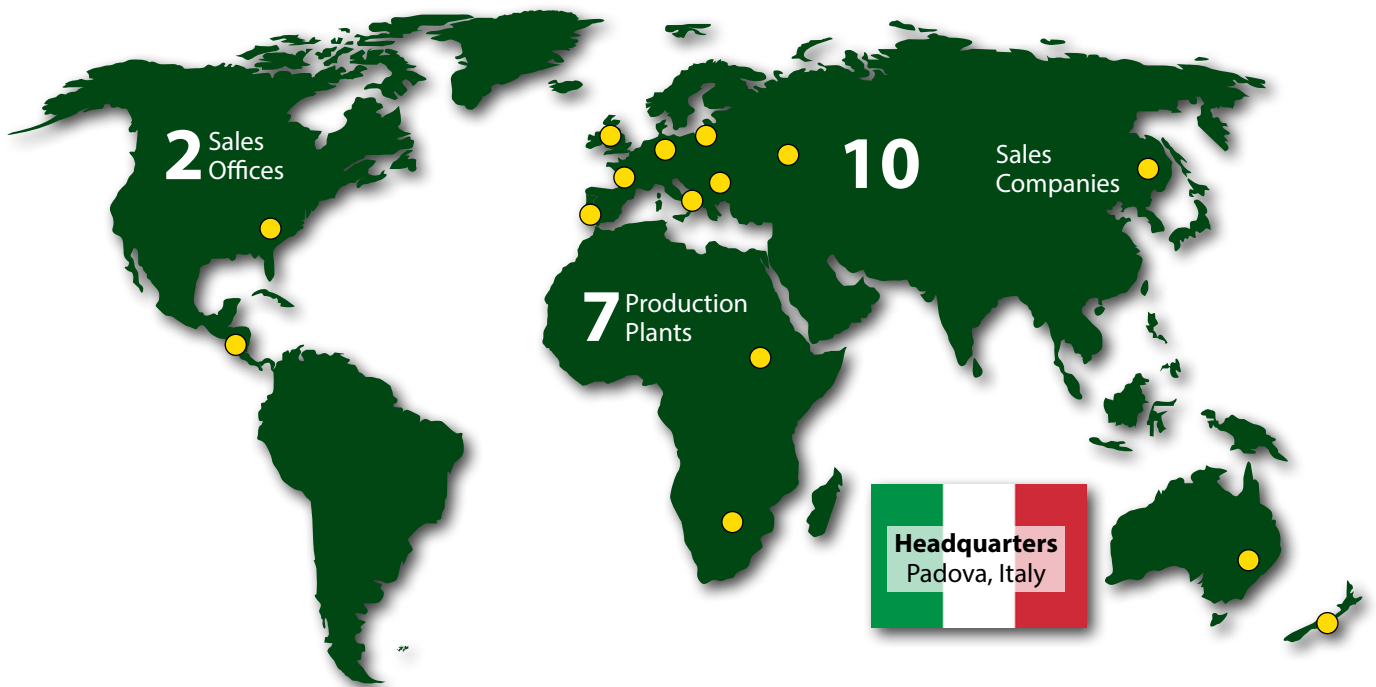 2 Sales
Offices
10 Sales
Companies
7 Production
Plants
Headquarters
Padova, Italy